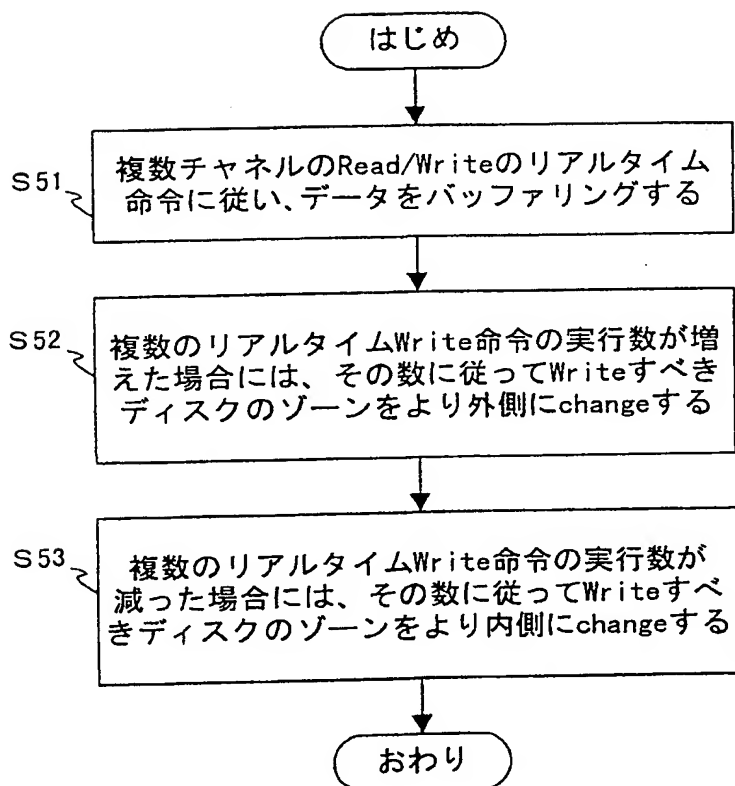 はじめ
S51
複数チャネルのRead/Writeのリアルタイム
命令に従い、データをバッファリングする
S52
複数のリアルタイムWrite命令の実行数が増
えた場合には、その数に従ってWriteすべき
ディスクのゾーンをより外側にchangeする
S53
複数のリアルタイムWrite命令の実行数が
減った場合には、その数に従ってWriteすべ
きディスクのゾーンをより内側にchangeする
おわり